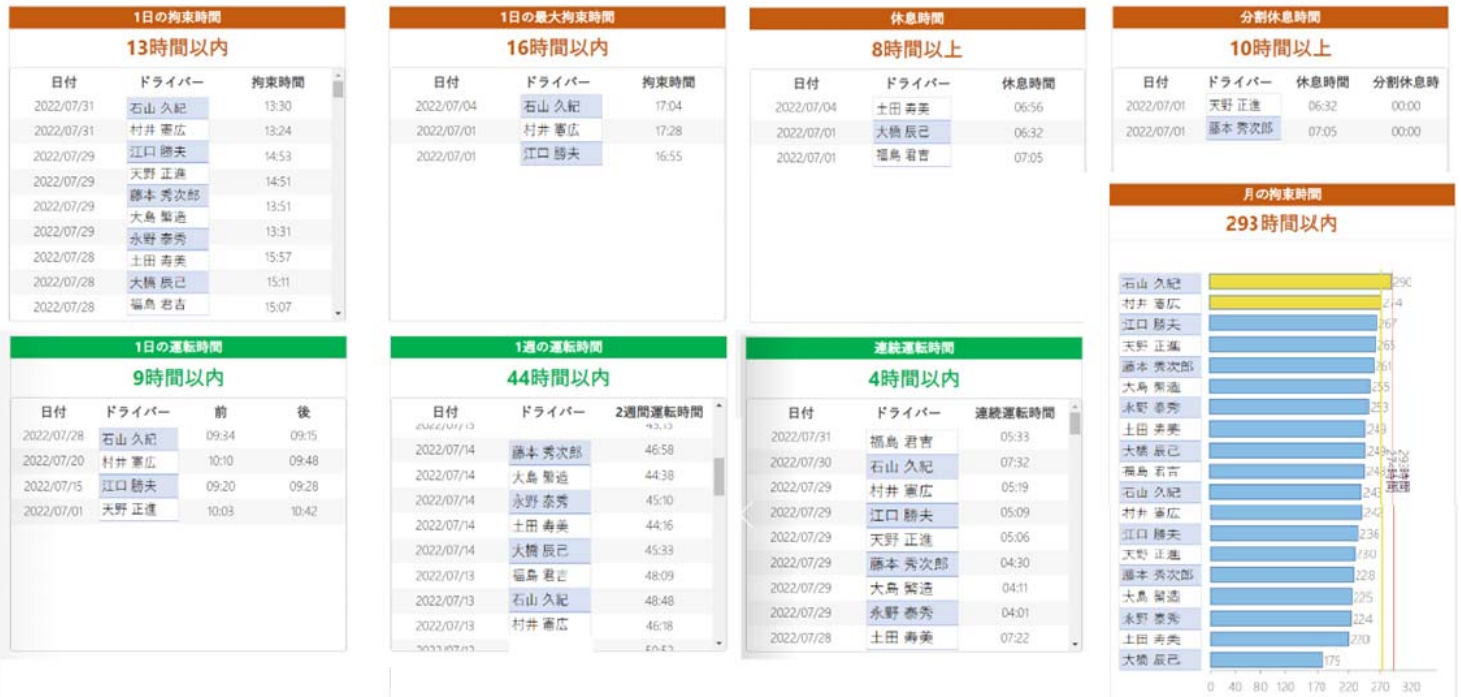 1日の拘束時間
13時間以内
日付 ドライバー 拘束時間
2022/07/31 石山 久紀 13:30
2022/07/31 村井 憲広 13:24
2022/07/29 江口 勝夫 14:53
2022/07/29 天野 正進 14:51
2022/07/29 藤本 秀次郎 13:51
2022/07/29 大島 繁造 13:31
2022/07/28 永野 泰秀 15:57
2022/07/28 土田 寿美 15:11
2022/07/28 大橋 辰己 15:07
福島 君吉
1日の最大拘束時間
16時間以内
日付 ドライバー 拘束時間
2022/07/04 石山 久紀 17:04
2022/07/01 村井 憲広 17:28
2022/07/01 江口 勝夫 16:55
休息時間
8時間以上
日付 ドライバー 休息時間
2022/07/04 土田 寿美 06:56
2022/07/01 大橋 辰己 06:32
2022/07/01 福島 君吉 07:05
分割休息時間
10時間以上
日付 ドライバー 休息時間 分割休息時
2022/07/01 天野 正進 06:32 00:00
2022/07/01 藤本 秀次郎 07:05 00:00
月の拘束時間
293時間以内
石山 久紀 290
村井 憲広
江口 勝夫 267
天野 正進 265
藤本 秀次郎 261
大島 繁造 255
永野 泰秀 253
土田 寿美 249
大橋 辰己
福島 君吉
石山 久紀 243
村井 憲広 242
江口 勝夫 236
天野 正進 230
藤本 秀次郎 228
大島 繁造 225
永野 泰秀 224
土田 寿美 220
大橋 辰己 179
293時間
274時間
0 40 80 120 170 220 270 320
1日の運転時間
9時間以内
日付 ドライバー 前 後
2022/07/28 石山 久紀 09:34 09:15
2022/07/20 村井 憲広 10:10 09:48
2022/07/15 江口 勝夫 09:20 09:28
2022/07/01 天野 正進 10:03 10:42
1週の運転時間
44時間以内
日付 ドライバー 2週間運転時間
2022/07/14 藤本 秀次郎 46:58
2022/07/14 大島 繁造 44:38
2022/07/14 永野 泰秀 45:10
2022/07/14 土田 寿美 44:16
2022/07/14 大橋 辰己 45:33
2022/07/13 福島 君吉 48:09
2022/07/13 石山 久紀 48:48
2022/07/13 村井 憲広 46:18
連続運転時間
4時間以内
日付 ドライバー 連続運転時間
2022/07/31 福島 君吉 05:33
2022/07/30 石山 久紀 07:32
2022/07/29 村井 憲広 05:19
2022/07/29 江口 勝夫 05:09
2022/07/29 天野 正進 05:06
2022/07/29 藤本 秀次郎 04:30
2022/07/29 大島 繁造 04:11
2022/07/29 永野 泰秀 04:01
2022/07/28 土田 寿美 07:22